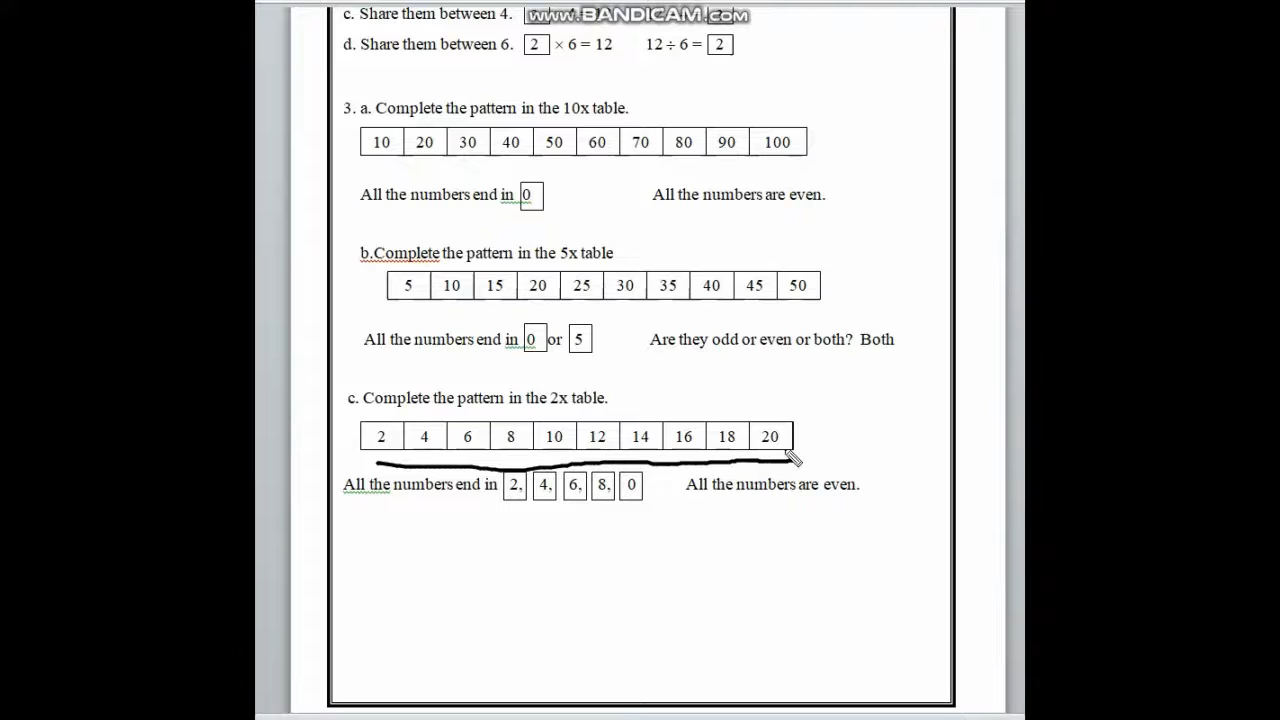 c. Share them between 4.
www.BANDICAM.com
d. Share them between 6. 2 × 6 = 12 12 ÷ 6 = 2
3. a. Complete the pattern in the 10x table.
10 20 30 40 50 60 70 80 90 100
All the numbers end in 0 All the numbers are even.
b.Complete the pattern in the 5x table
5 10 15 20 25 30 35 40 45 50
All the numbers end in 0 or 5 Are they odd or even or both? Both
c. Complete the pattern in the 2x table.
2 4 6 8 10 12 14 16 18 20
All the numbers end in 2, 4, 6, 8, 0 All the numbers are even.